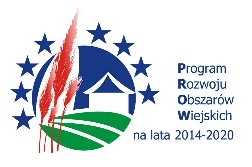 Program
Rozwoju
Obszarów
Wiejskich
na lata 2014-2020